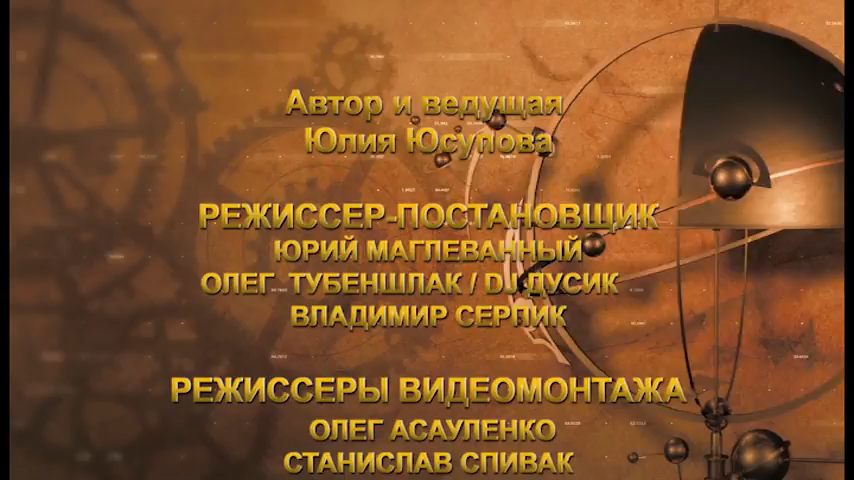 Автор и ведущая
Юлия Юсупова
РЕЖИССЕР-ПОСТАНОВЩИК
ЮРИЙ МАГЛЕВАННЫЙ
ОЛЕГ ТУБЕНШЛАК / DJ ДУСИК
ВЛАДИМИР СЕРПИК
РЕЖИССЕРЫ ВИДЕОМОНТАЖА
ОЛЕГ АСАУЛЕНКО
СТАНИСЛАВ СПИВАК